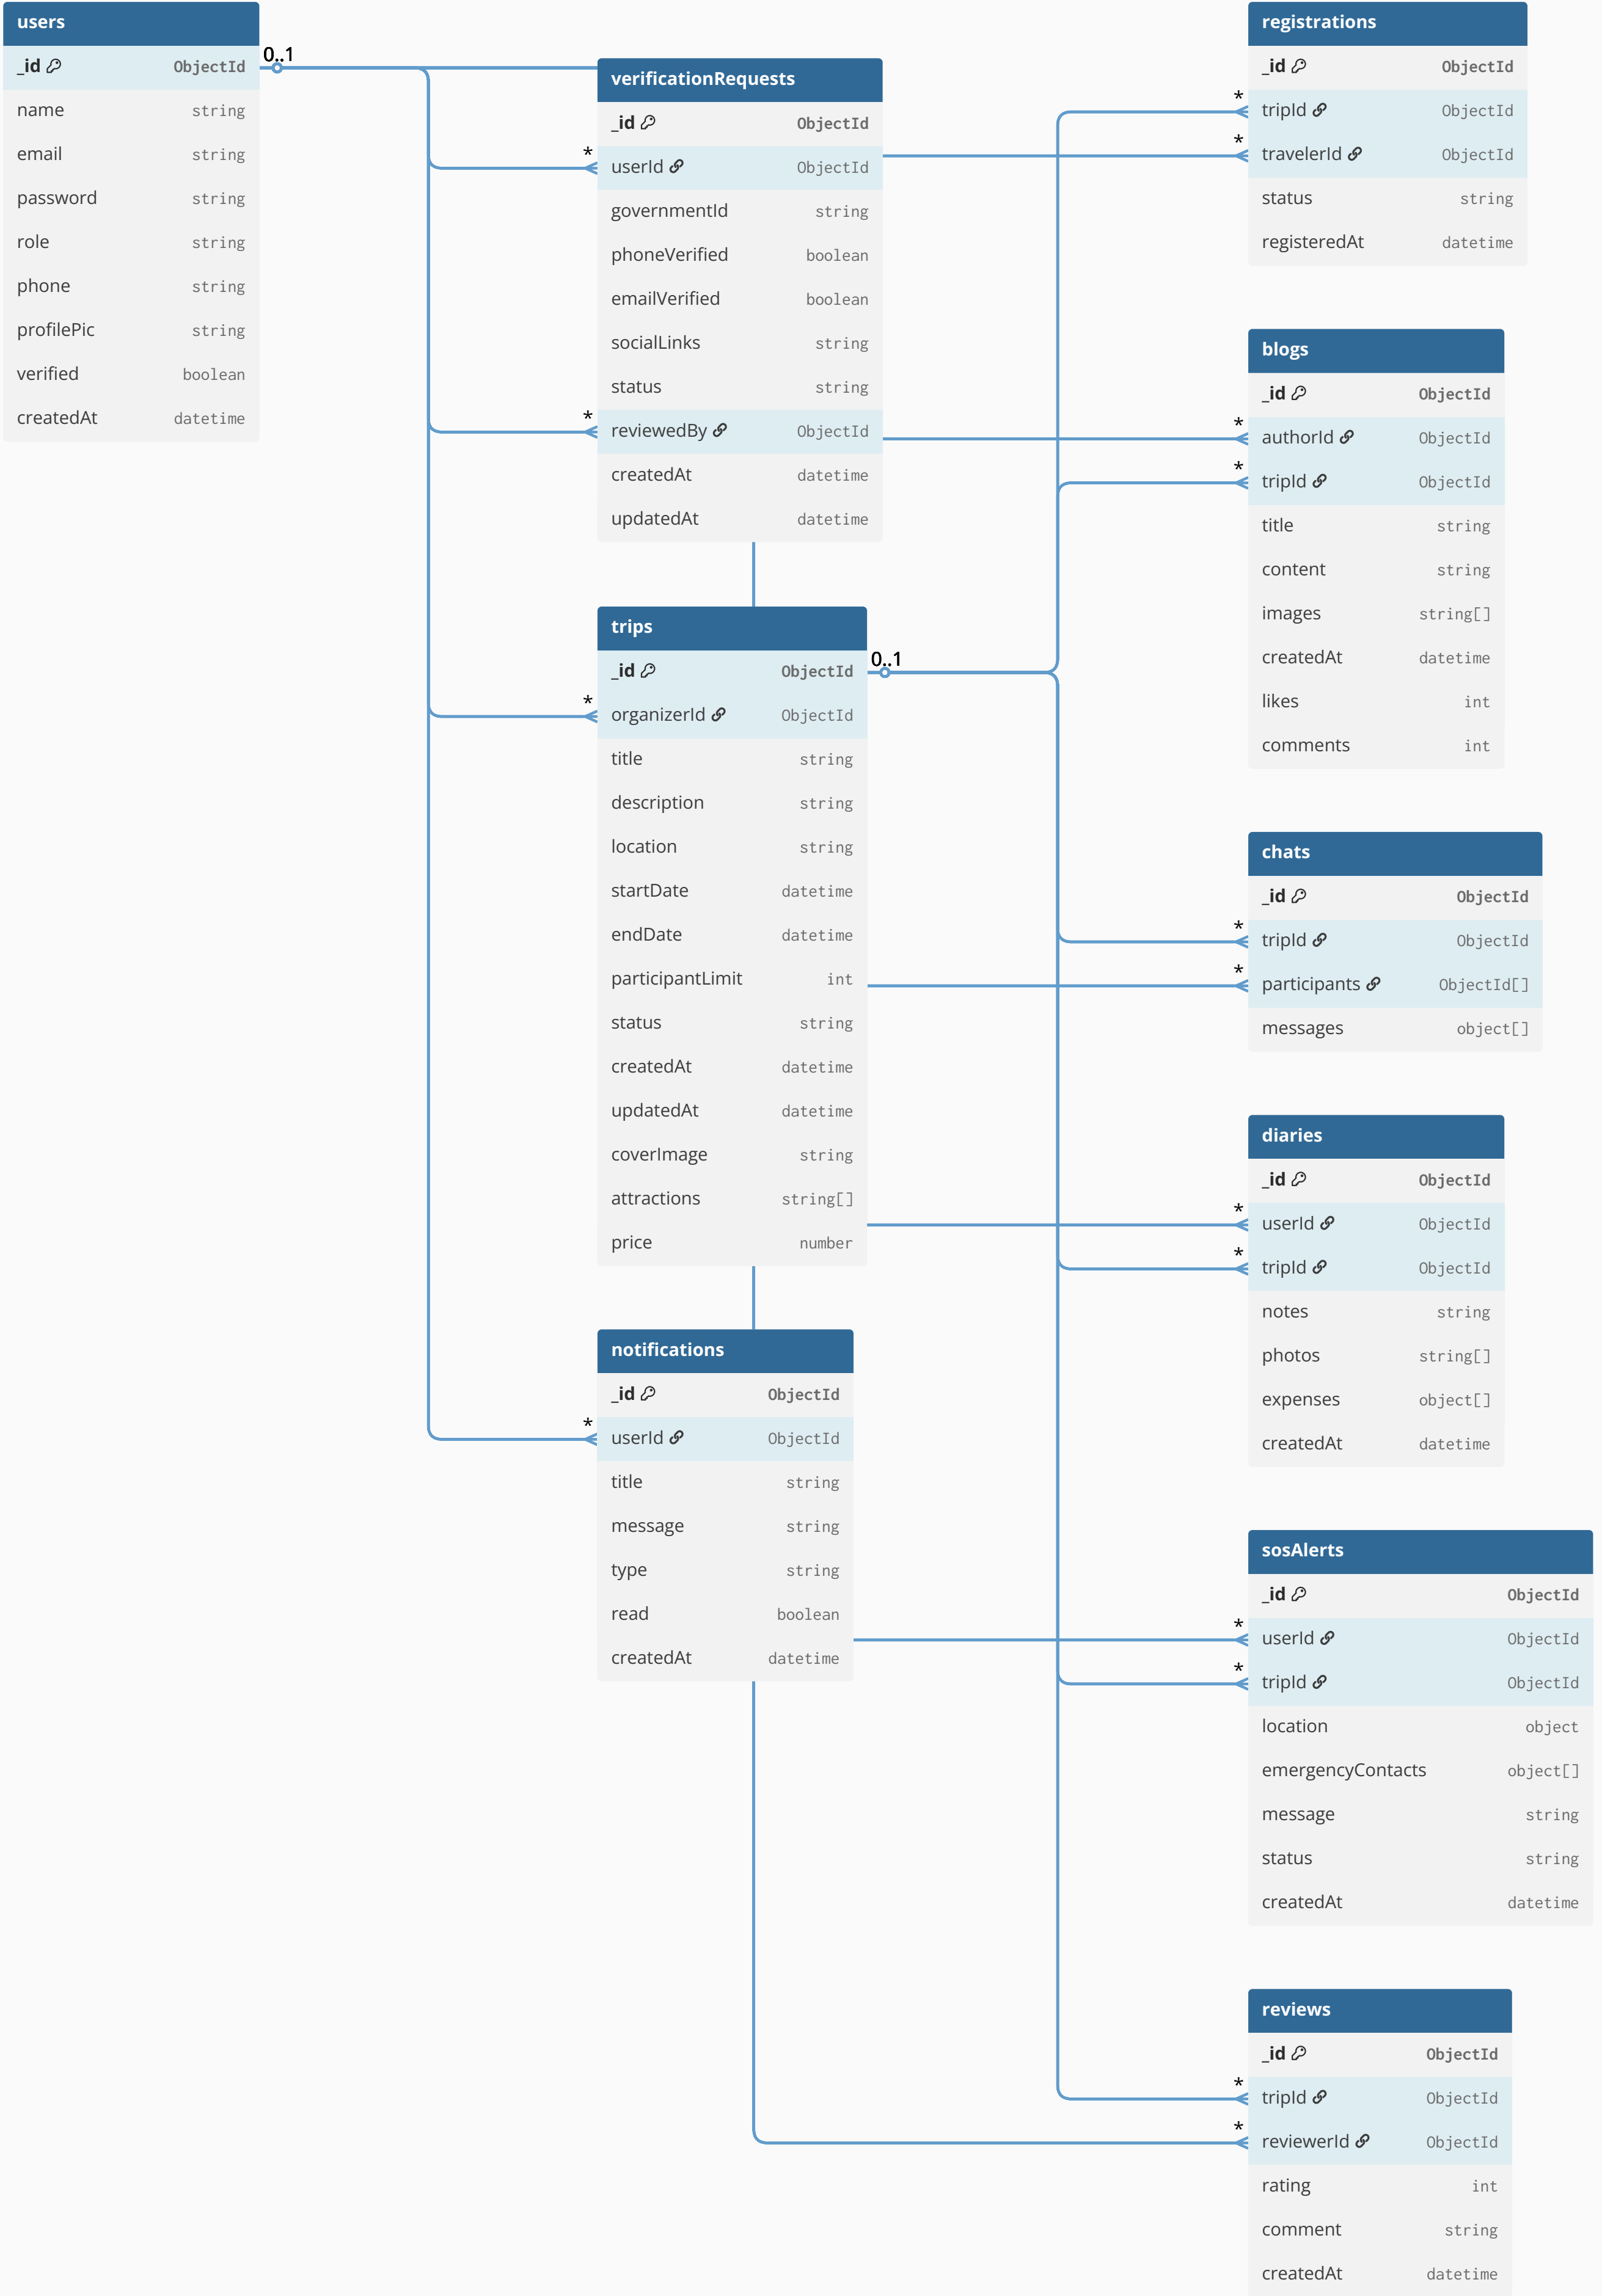 users
_id ObjectId
name string
email string
password string
role string
phone string
profilePic string
verified boolean
createdAt datetime
0..1
verificationRequests
_id ObjectId
* userId ObjectId
governmentId string
phoneVerified boolean
emailVerified boolean
socialLinks string
status string
* reviewedBy ObjectId
createdAt datetime
updatedAt datetime
trips
_id ObjectId
0..1
* organizerId ObjectId
title string
description string
location string
startDate datetime
endDate datetime
participantLimit int
status string
createdAt datetime
updatedAt datetime
coverImage string
attractions string[]
price number
notifications
_id ObjectId
* userId ObjectId
title string
message string
type string
read boolean
createdAt datetime
registrations
_id ObjectId
* tripId ObjectId
* travelerId ObjectId
status string
registeredAt datetime
blogs
_id ObjectId
* authorId ObjectId
* tripId ObjectId
title string
content string
images string[]
createdAt datetime
likes int
comments int
chats
_id ObjectId
* tripId ObjectId
* participants ObjectId[]
messages object[]
diaries
_id ObjectId
* userId ObjectId
* tripId ObjectId
notes string
photos string[]
expenses object[]
createdAt datetime
sosAlerts
_id ObjectId
* userId ObjectId
* tripId ObjectId
location object
emergencyContacts object[]
message string
status string
createdAt datetime
reviews
_id ObjectId
* tripId ObjectId
* reviewerId ObjectId
rating int
comment string
createdAt datetime